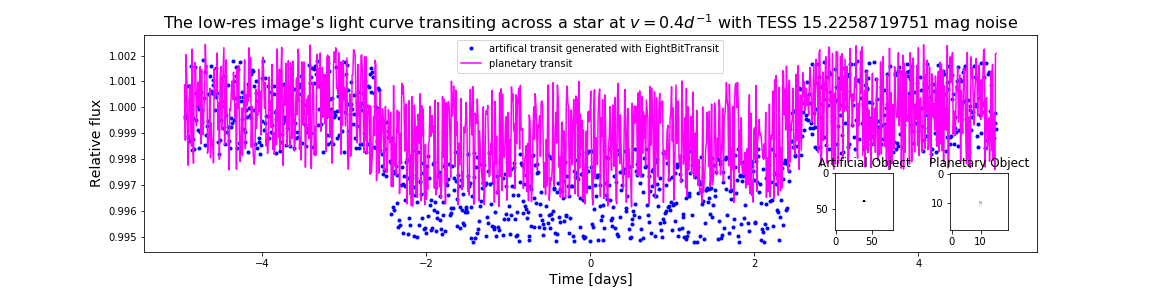 The low-res image's light curve transiting across a star at v = 0.4d⁻¹ with TESS 15.2258719751 mag noise
artifical transit generated with EightBitTransit
planetary transit
Relative flux
1.002
1.001
1.000
0.999
0.998
0.997
0.996
0.995
Artificial Object
0
50
0 50
Planetary Object
0
10
0 10
−4 −2 0 2 4
Time [days]